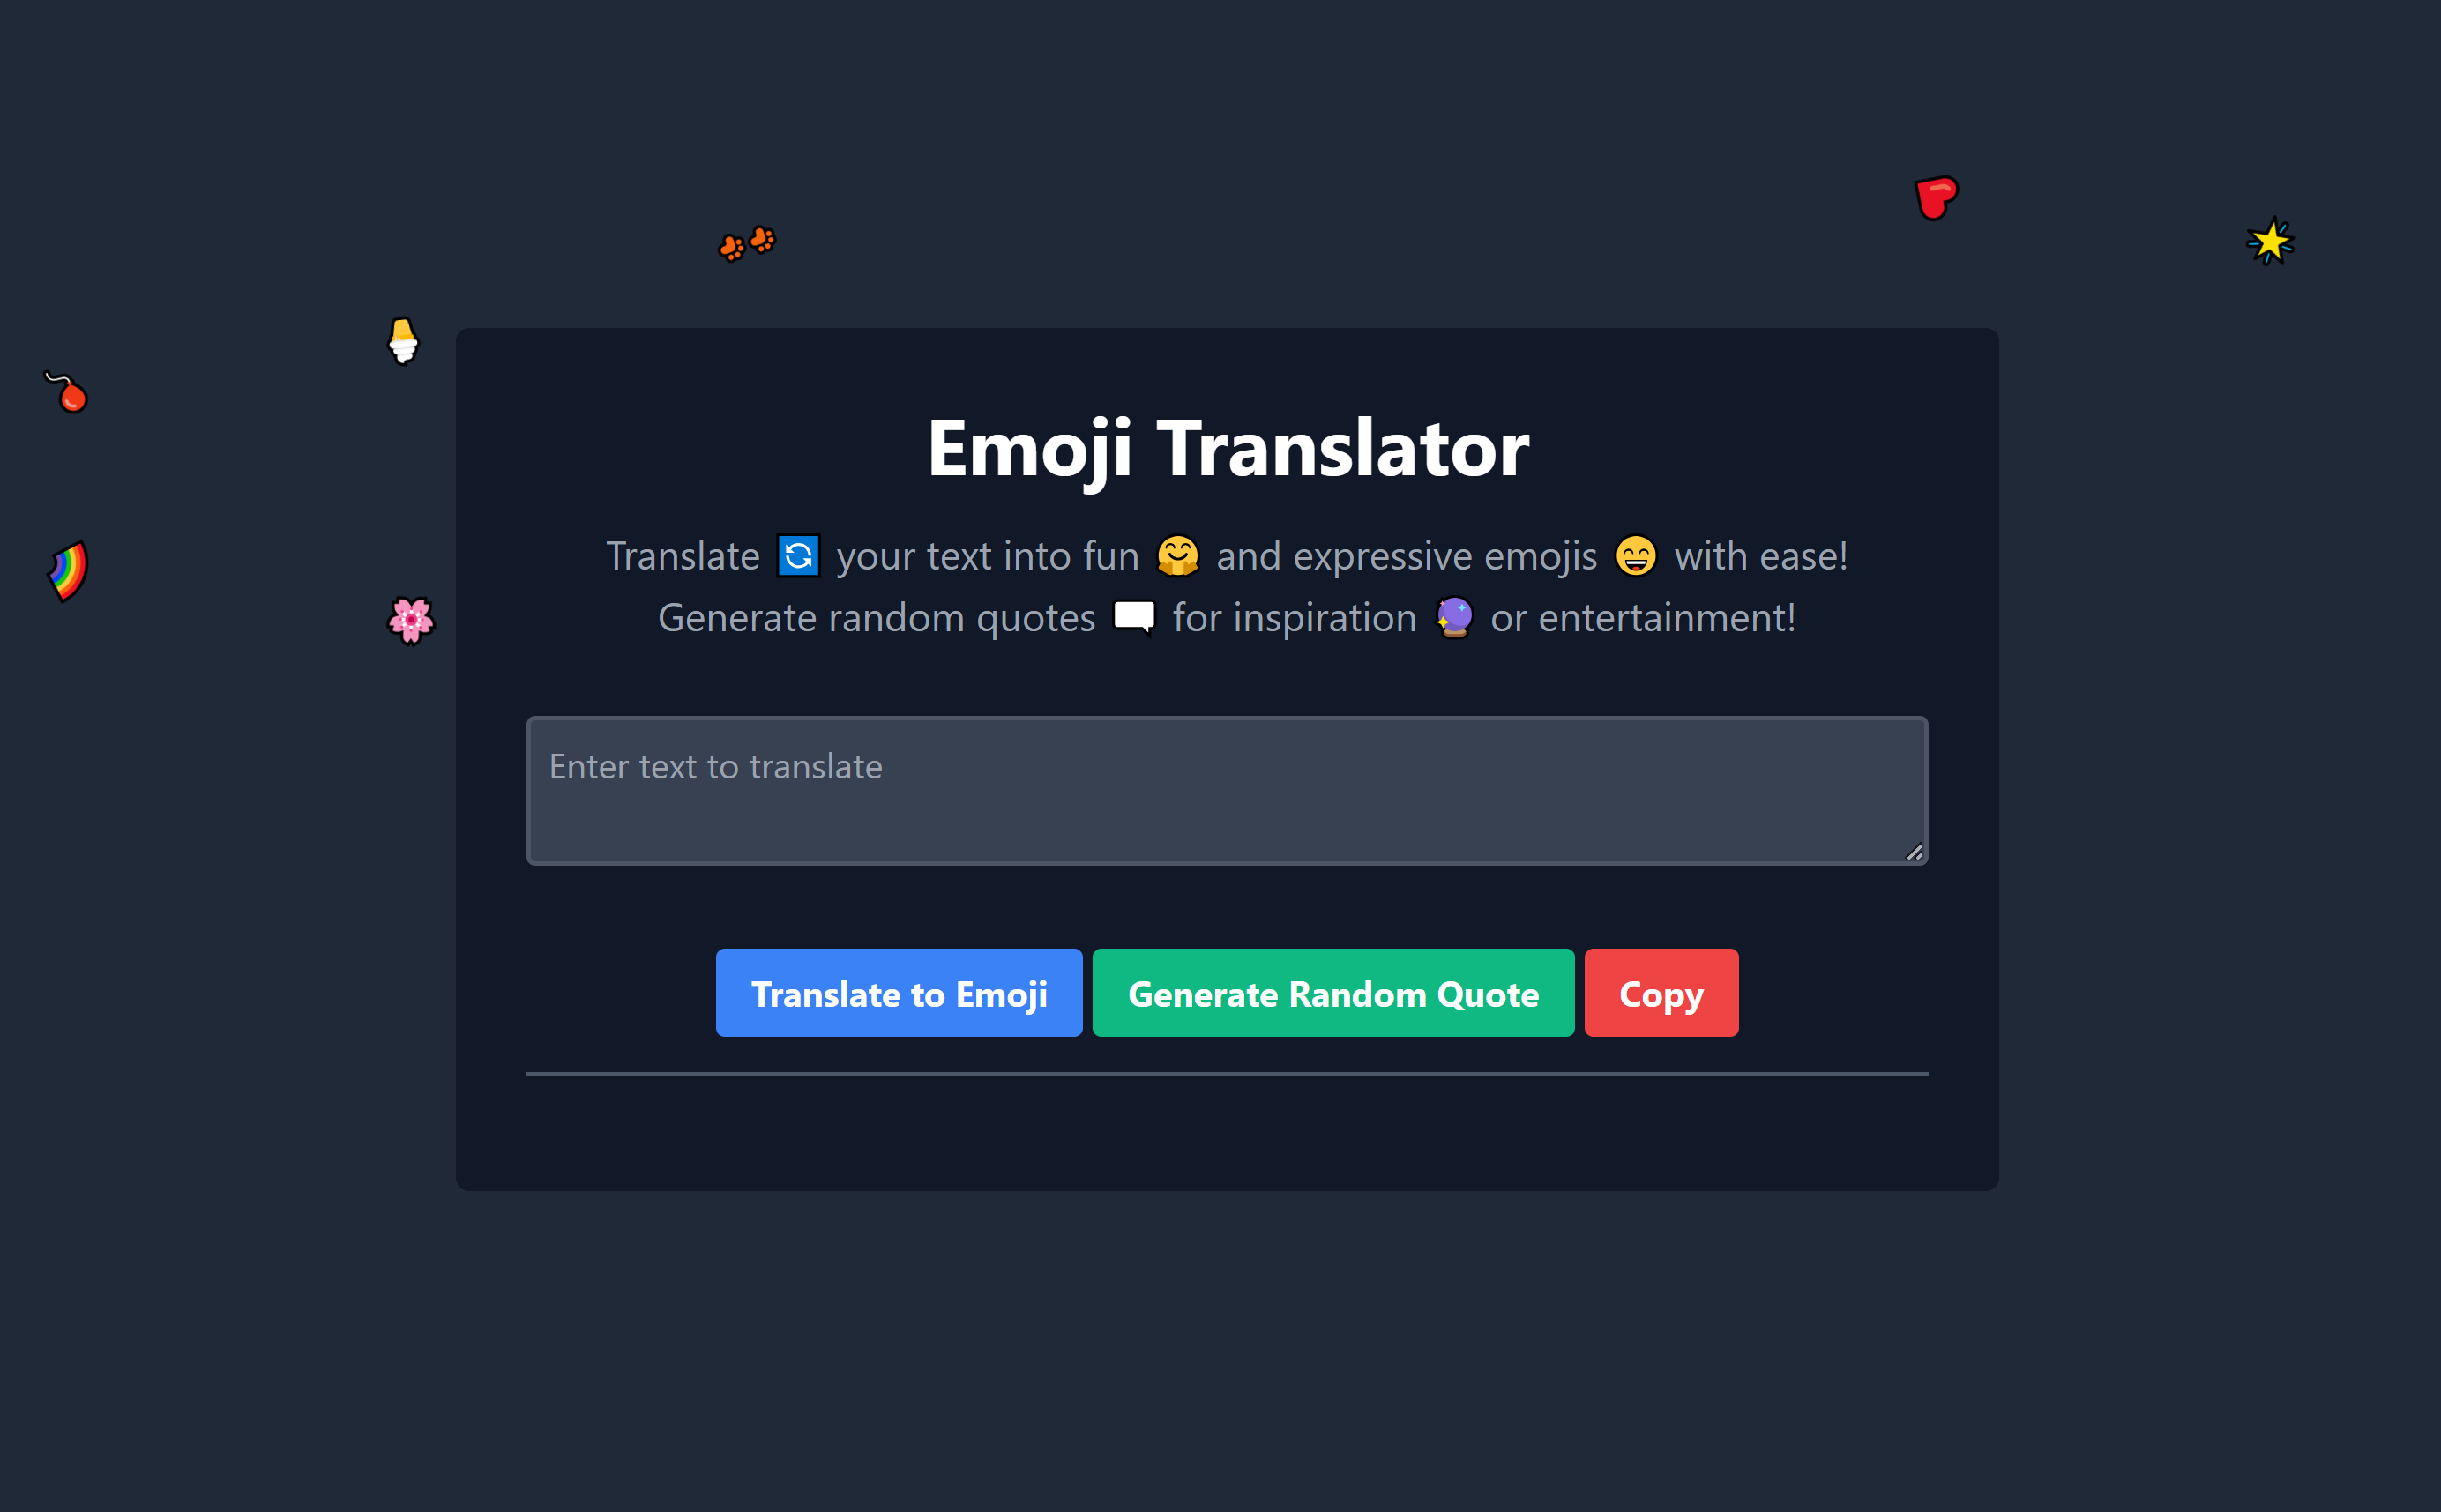 Emoji Translator
Translate 🔄 your text into fun 🤗 and expressive emojis 😄 with ease!
Generate random quotes 🗨️ for inspiration 🔮 or entertainment!
Enter text to translate
Translate to Emoji
Generate Random Quote
Copy